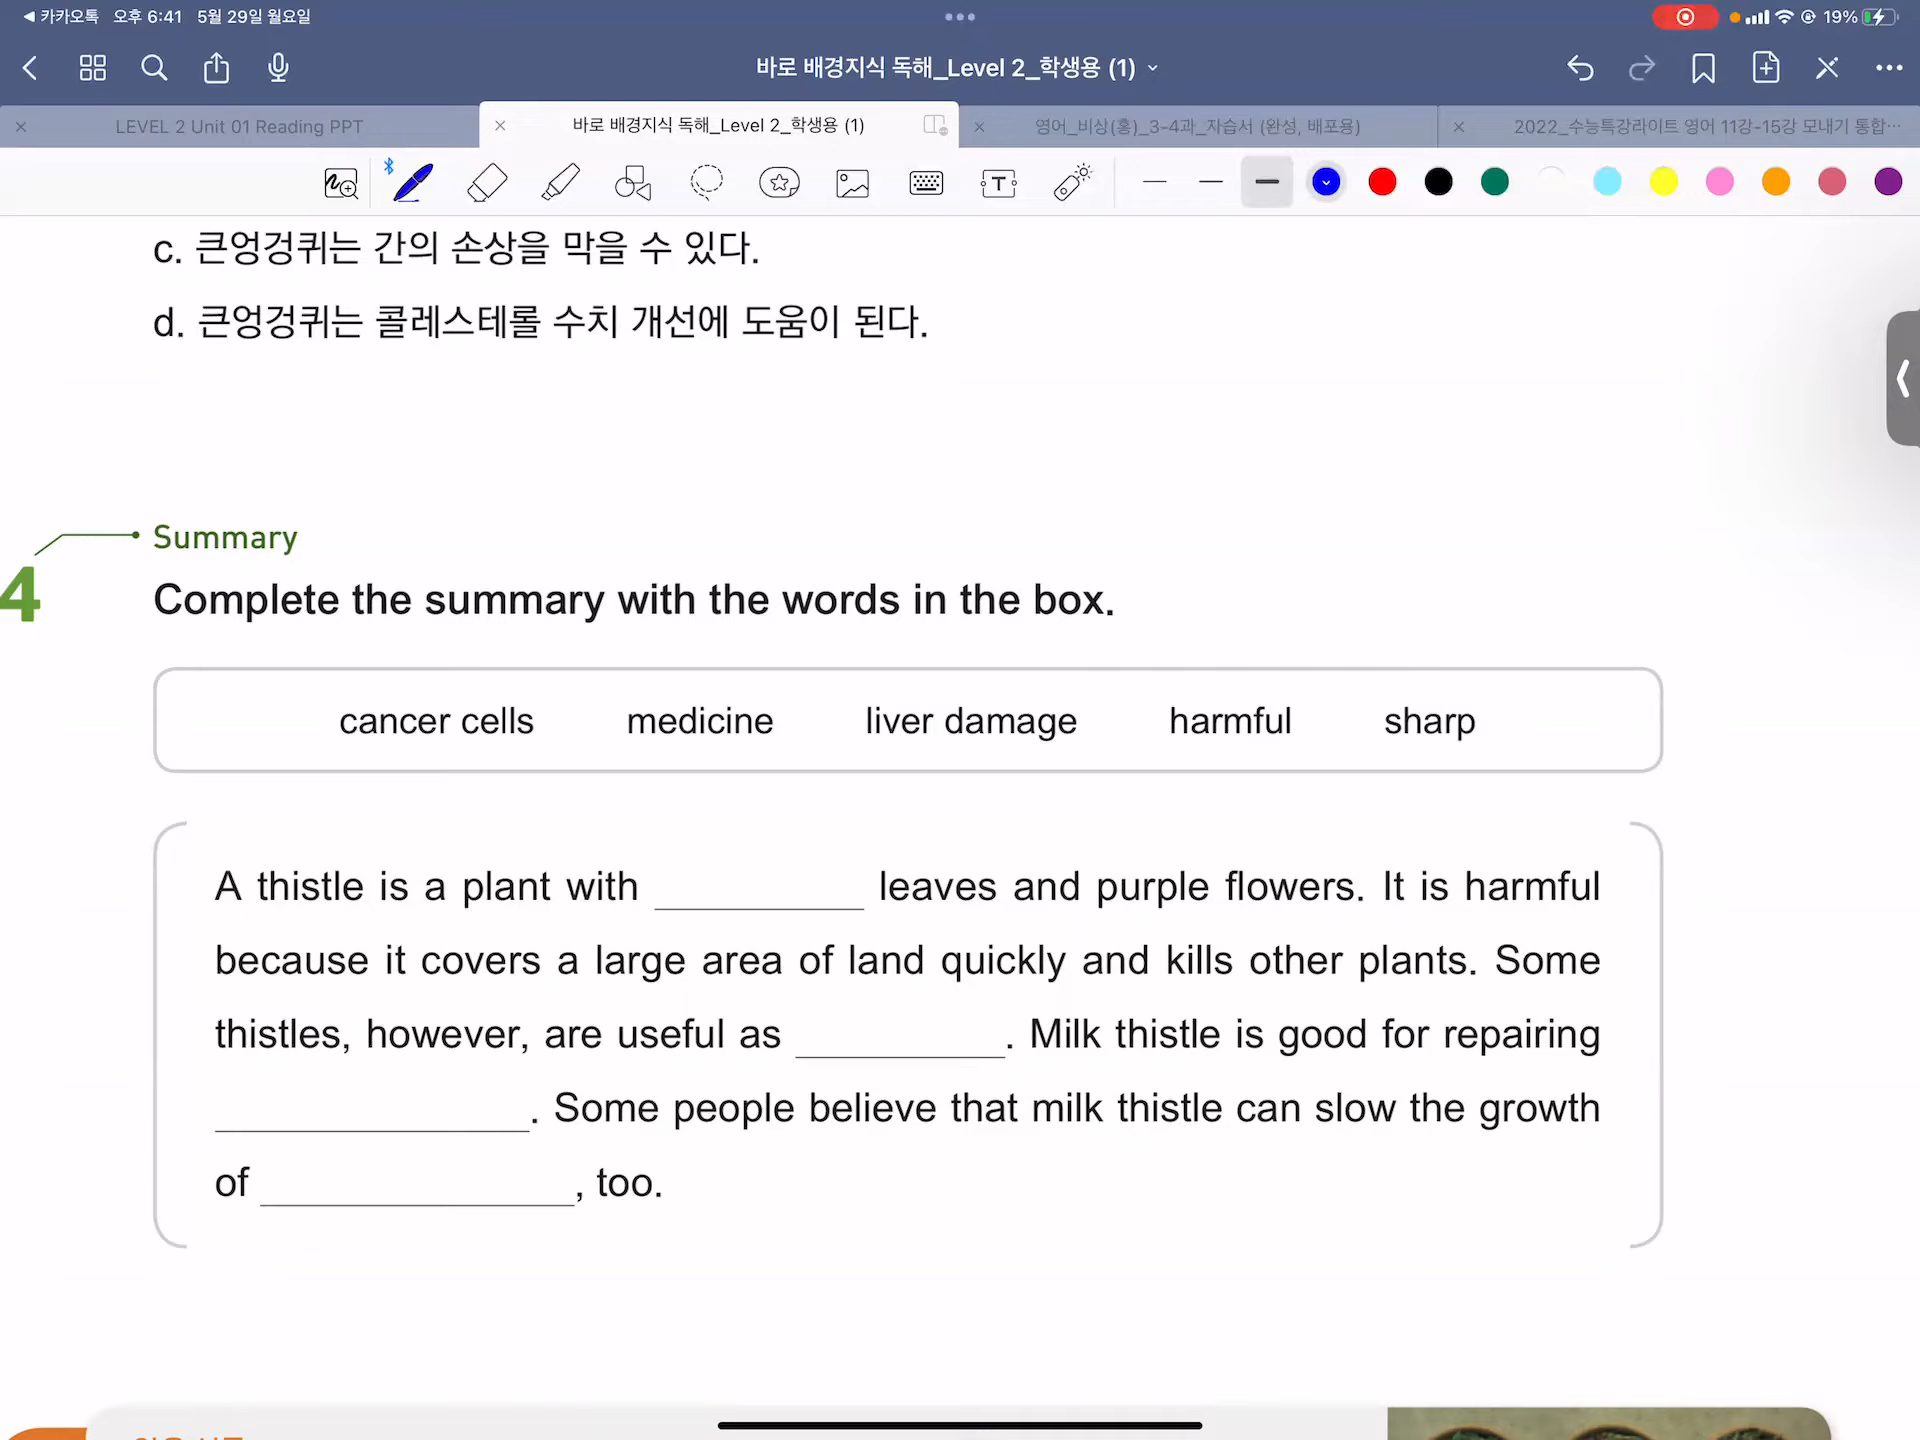 ◀ 카카오톡 오후 6:41 5월 29일 월요일 19%
바로 배경지식 독해_Level 2_학생용 (1)
LEVEL 2 Unit 01 Reading PPT 바로 배경지식 독해_Level 2_학생용 (1) 영어_비상(홍)_3-4과_자습서 (완성, 배포용) 2022_수능특강라이트 영어 11강-15강 모내기 통합…
c. 큰엉겅퀴는 간의 손상을 막을 수 있다.
d. 큰엉겅퀴는 콜레스테롤 수치 개선에 도움이 된다.
Summary
4 Complete the summary with the words in the box.
cancer cells medicine liver damage harmful sharp
A thistle is a plant with __________ leaves and purple flowers. It is harmful
because it covers a large area of land quickly and kills other plants. Some
thistles, however, are useful as __________. Milk thistle is good for repairing
_______________. Some people believe that milk thistle can slow the growth
of _______________, too.